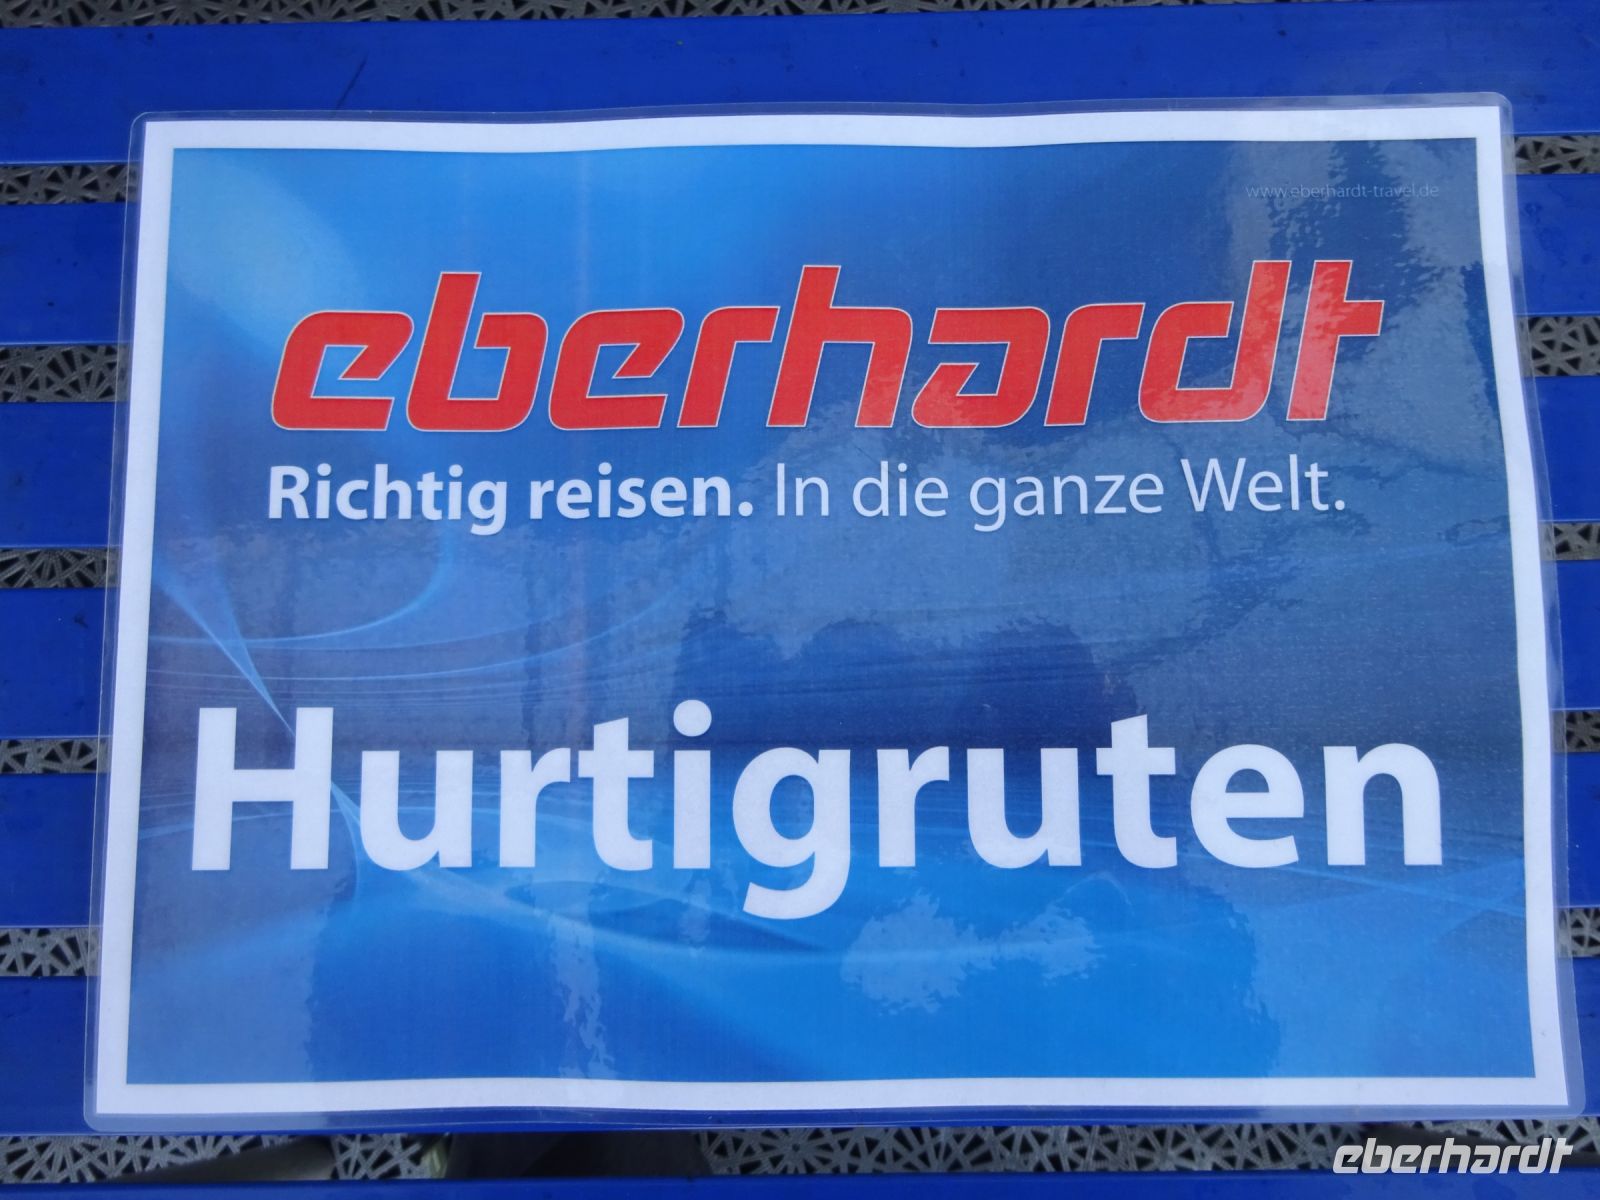 www.eberhardt-travel.de
eberhardt
Richtig reisen. In die ganze Welt.
Hurtigruten
eberhardt